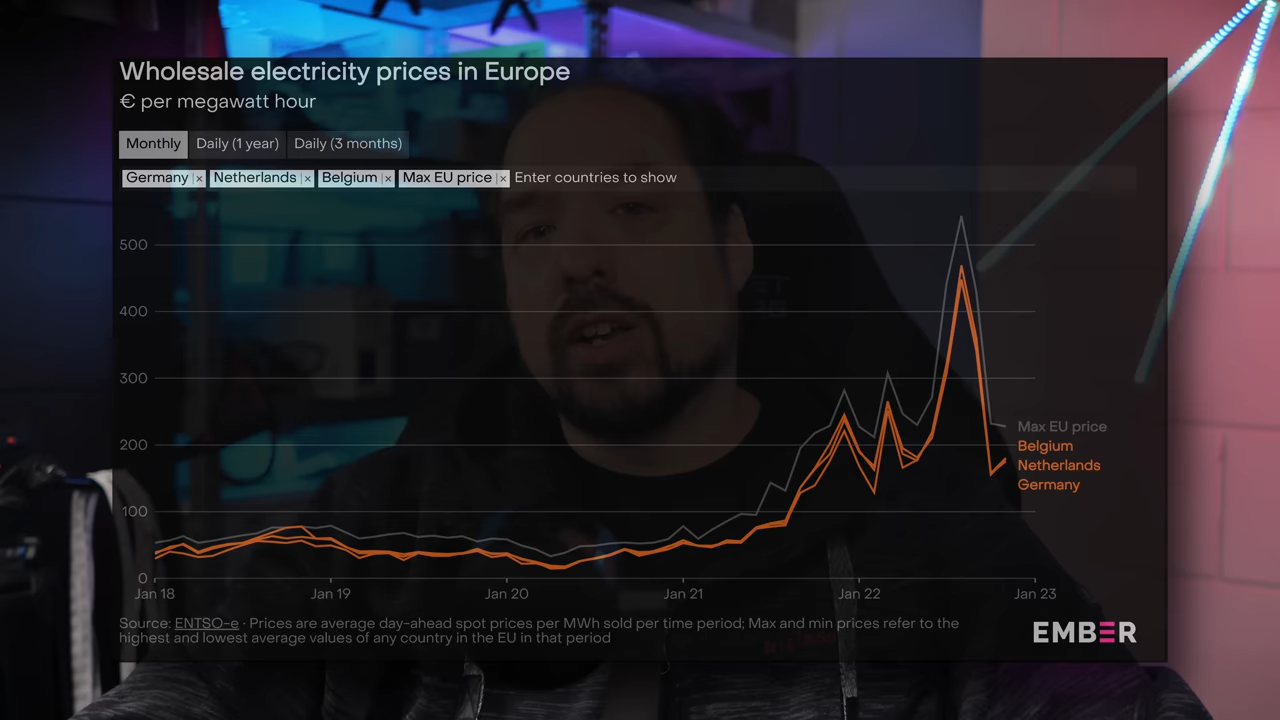 Wholesale electricity prices in Europe
€ per megawatt hour
Monthly Daily (1 year) Daily (3 months)
Germany × Netherlands × Belgium × Max EU price × Enter countries to show
500
400
300
200
100
0
Max EU price
Belgium
Netherlands
Germany
Jan 18 Jan 19 Jan 20 Jan 21 Jan 22 Jan 23
Source: ENTSO-e · Prices are average day-ahead spot prices per MWh sold per time period; Max and min prices refer to the
highest and lowest average values of any country in the EU in that period
EMBER